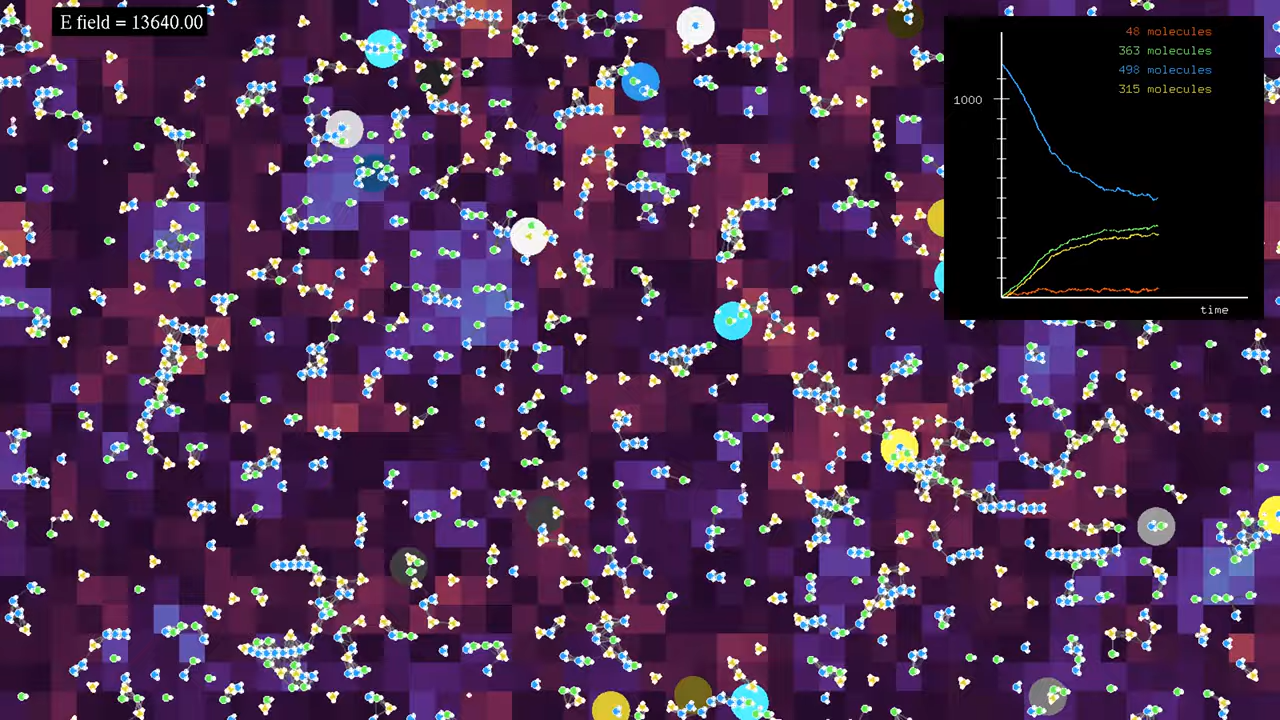 E field = 13640.00
48 molecules
363 molecules
498 molecules
315 molecules
1000
time